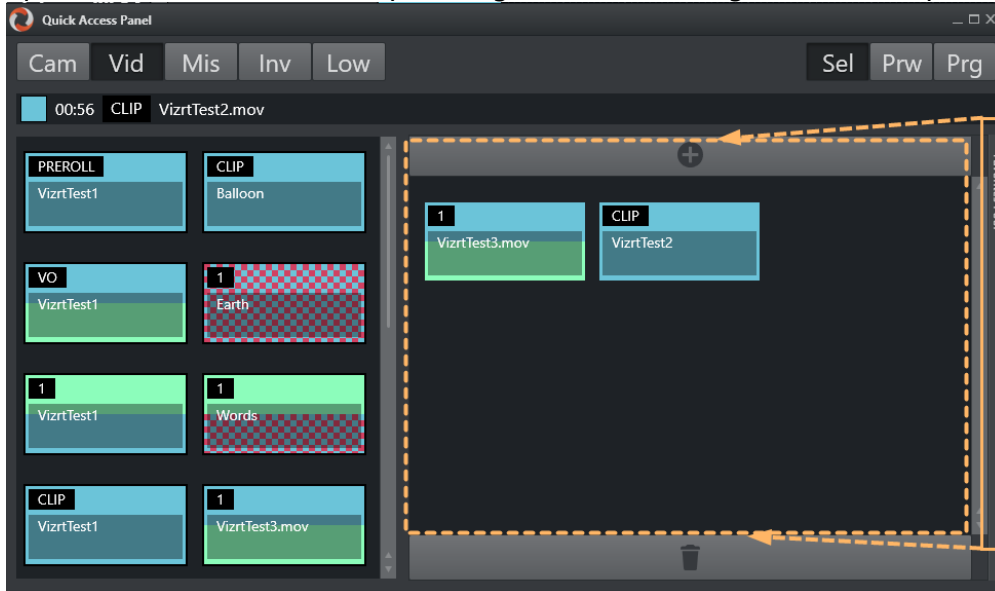 Quick Access Panel
Cam Vid Mis Inv Low Sel Prw Prg
00:56 CLIP VizrtTest2.mov
PREROLL
VizrtTest1
CLIP
Balloon
1
VizrtTest3.mov
CLIP
VizrtTest2
VO
VizrtTest1
1
Earth
1
VizrtTest1
1
Words
CLIP
VizrtTest1
1
VizrtTest3.mov